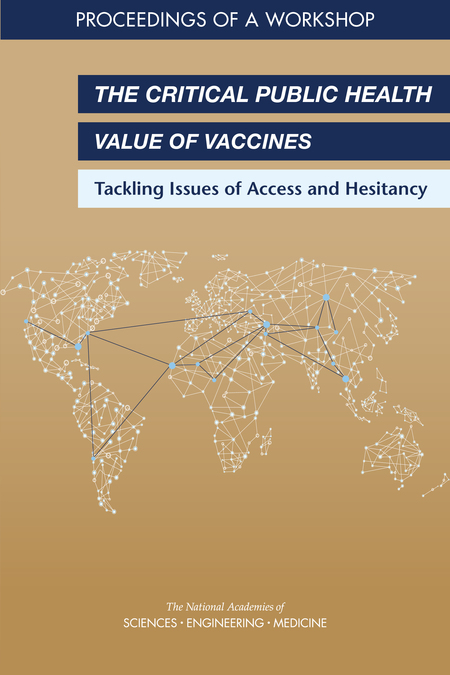 PROCEEDINGS OF A WORKSHOP
THE CRITICAL PUBLIC HEALTH
VALUE OF VACCINES
Tackling Issues of Access and Hesitancy
The National Academies of
SCIENCES • ENGINEERING • MEDICINE